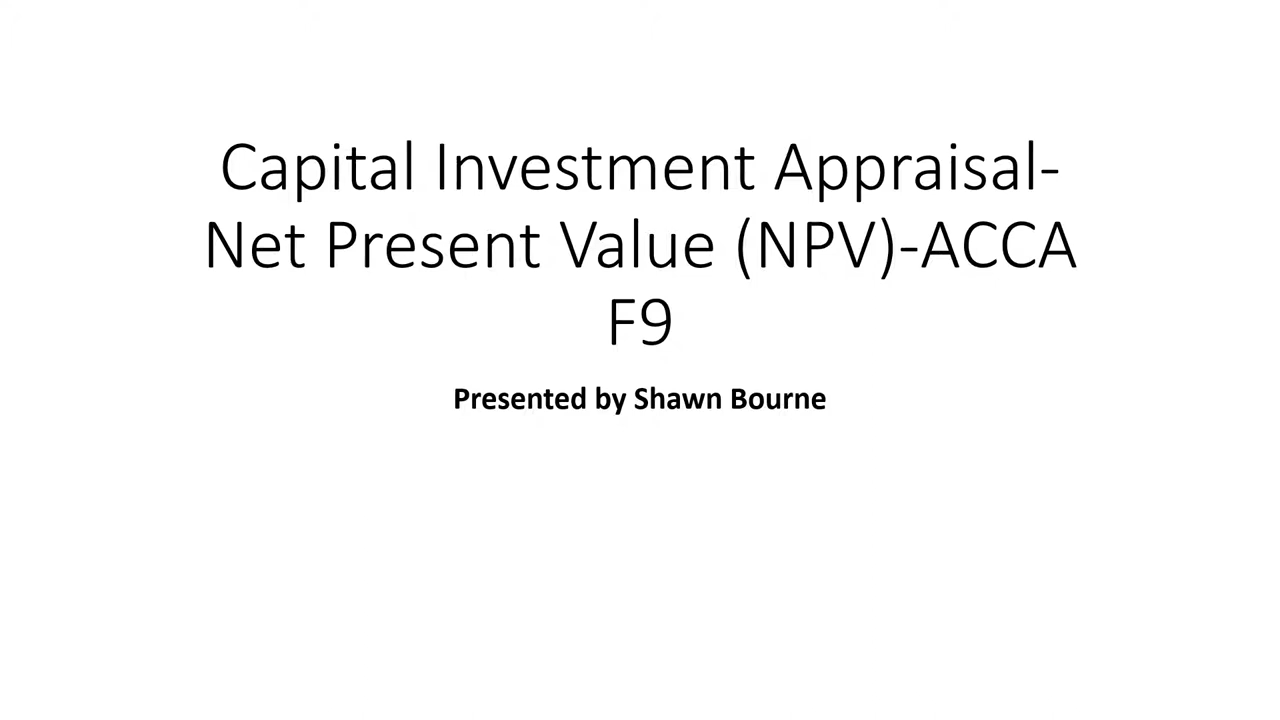 Capital Investment Appraisal-
Net Present Value (NPV)-ACCA
F9
Presented by Shawn Bourne